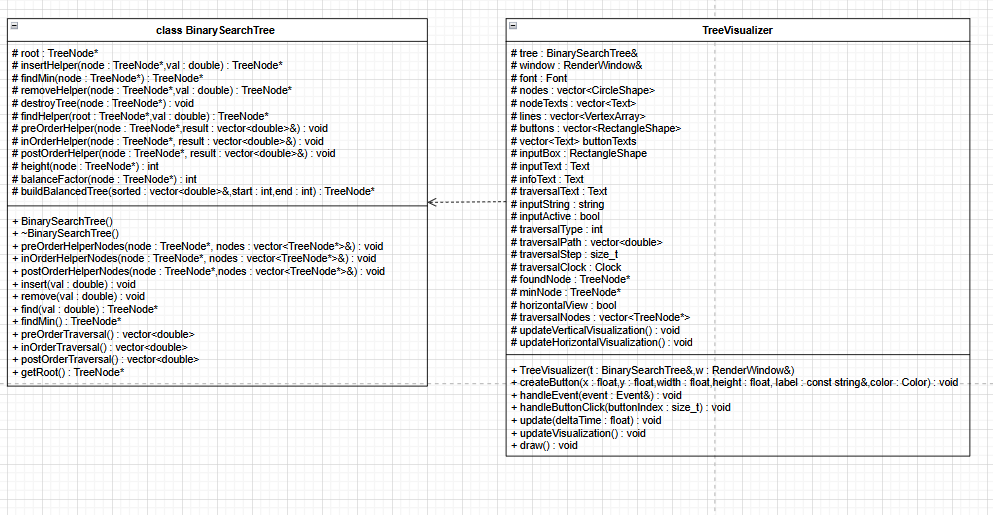 class BinarySearchTree
# root : TreeNode*
# insertHelper(node : TreeNode*,val : double) : TreeNode*
# findMin(node : TreeNode*) : TreeNode*
# removeHelper(node : TreeNode*,val : double) : TreeNode*
# destroyTree(node : TreeNode*) : void
# findHelper(root : TreeNode*,val : double) : TreeNode*
# preOrderHelper(node : TreeNode*,result : vector<double>&) : void
# inOrderHelper(node : TreeNode*, result : vector<double>&) : void
# postOrderHelper(node : TreeNode*, result : vector<double>&) : void
# height(node : TreeNode*) : int
# balanceFactor(node : TreeNode*) : int
# buildBalancedTree(sorted : vector<double>&,start : int,end : int) : TreeNode*
+ BinarySearchTree()
+ ~BinarySearchTree()
+ preOrderHelperNodes(node : TreeNode*, nodes : vector<TreeNode*>&) : void
+ inOrderHelperNodes(node : TreeNode*, nodes : vector<TreeNode*>&) : void
+ postOrderHelperNodes(node : TreeNode*,nodes : vector<TreeNode*>&) : void
+ insert(val : double) : void
+ remove(val : double) : void
+ find(val : double) : TreeNode*
+ findMin() : TreeNode*
+ preOrderTraversal() : vector<double>
+ inOrderTraversal() : vector<double>
+ postOrderTraversal() : vector<double>
+ getRoot() : TreeNode*
TreeVisualizer
# tree : BinarySearchTree&
# window : RenderWindow&
# font : Font
# nodes : vector<CircleShape>
# nodeTexts : vector<Text>
# lines : vector<VertexArray>
# buttons : vector<RectangleShape>
# vector<Text> buttonTexts
# inputBox : RectangleShape
# inputText : Text
# infoText : Text
# traversalText : Text
# inputString : string
# inputActive : bool
# traversalType : int
# traversalPath : vector<double>
# traversalStep : size_t
# traversalClock : Clock
# foundNode : TreeNode*
# minNode : TreeNode*
# horizontalView : bool
# traversalNodes : vector<TreeNode*>
# updateVerticalVisualization() : void
# updateHorizontalVisualization() : void
+ TreeVisualizer(t : BinarySearchTree&,w : RenderWindow&)
+ createButton(x : float,y : float,width : float,height : float, label : const string&,color : Color) : void
+ handleEvent(event : Event&) : void
+ handleButtonClick(buttonIndex : size_t) : void
+ update(deltaTime : float) : void
+ updateVisualization() : void
+ draw() : void